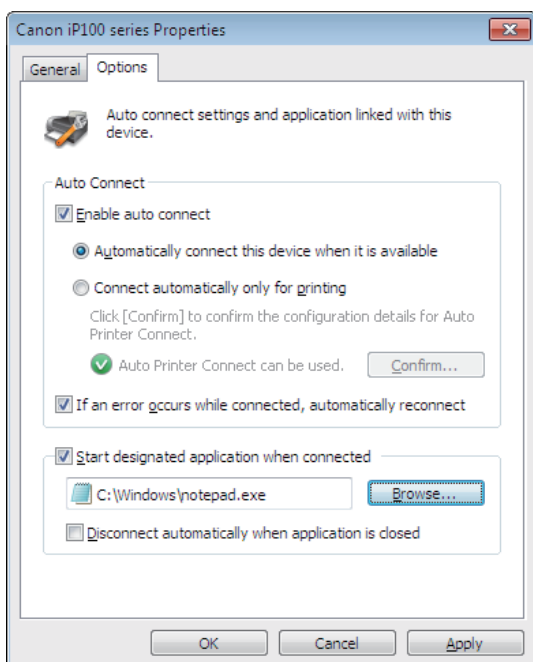 Canon iP100 series Properties
General Options
Auto connect settings and application linked with this
device.
Auto Connect
Enable auto connect
Automatically connect this device when it is available
Connect automatically only for printing
Click [Confirm] to confirm the configuration details for Auto
Printer Connect.
Auto Printer Connect can be used. Confirm...
If an error occurs while connected, automatically reconnect
Start designated application when connected
C:\Windows\notepad.exe Browse...
Disconnect automatically when application is closed
OK Cancel Apply